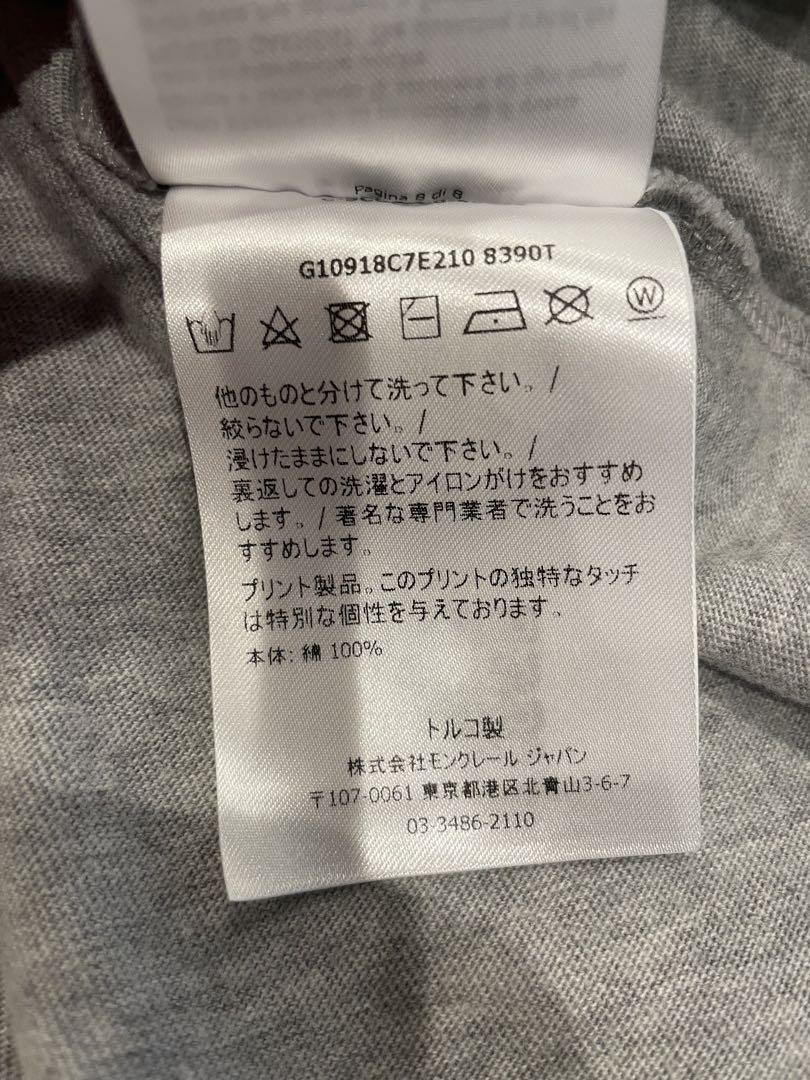 Pagina 8 di 8
G10918C7E210 8390T
W
他のものと分けて洗って下さい。/
絞らないで下さい。/
浸けたままにしないで下さい。/
裏返しての洗濯とアイロンがけをおすすめ
します。/ 著名な専門業者で洗うことをお
すすめします。
プリント製品。このプリントの独特なタッチ
は特別な個性を与えております。
本体: 綿 100%
トルコ製
株式会社モンクレール ジャパン
〒107-0061 東京都港区北青山3-6-7
03-3486-2110